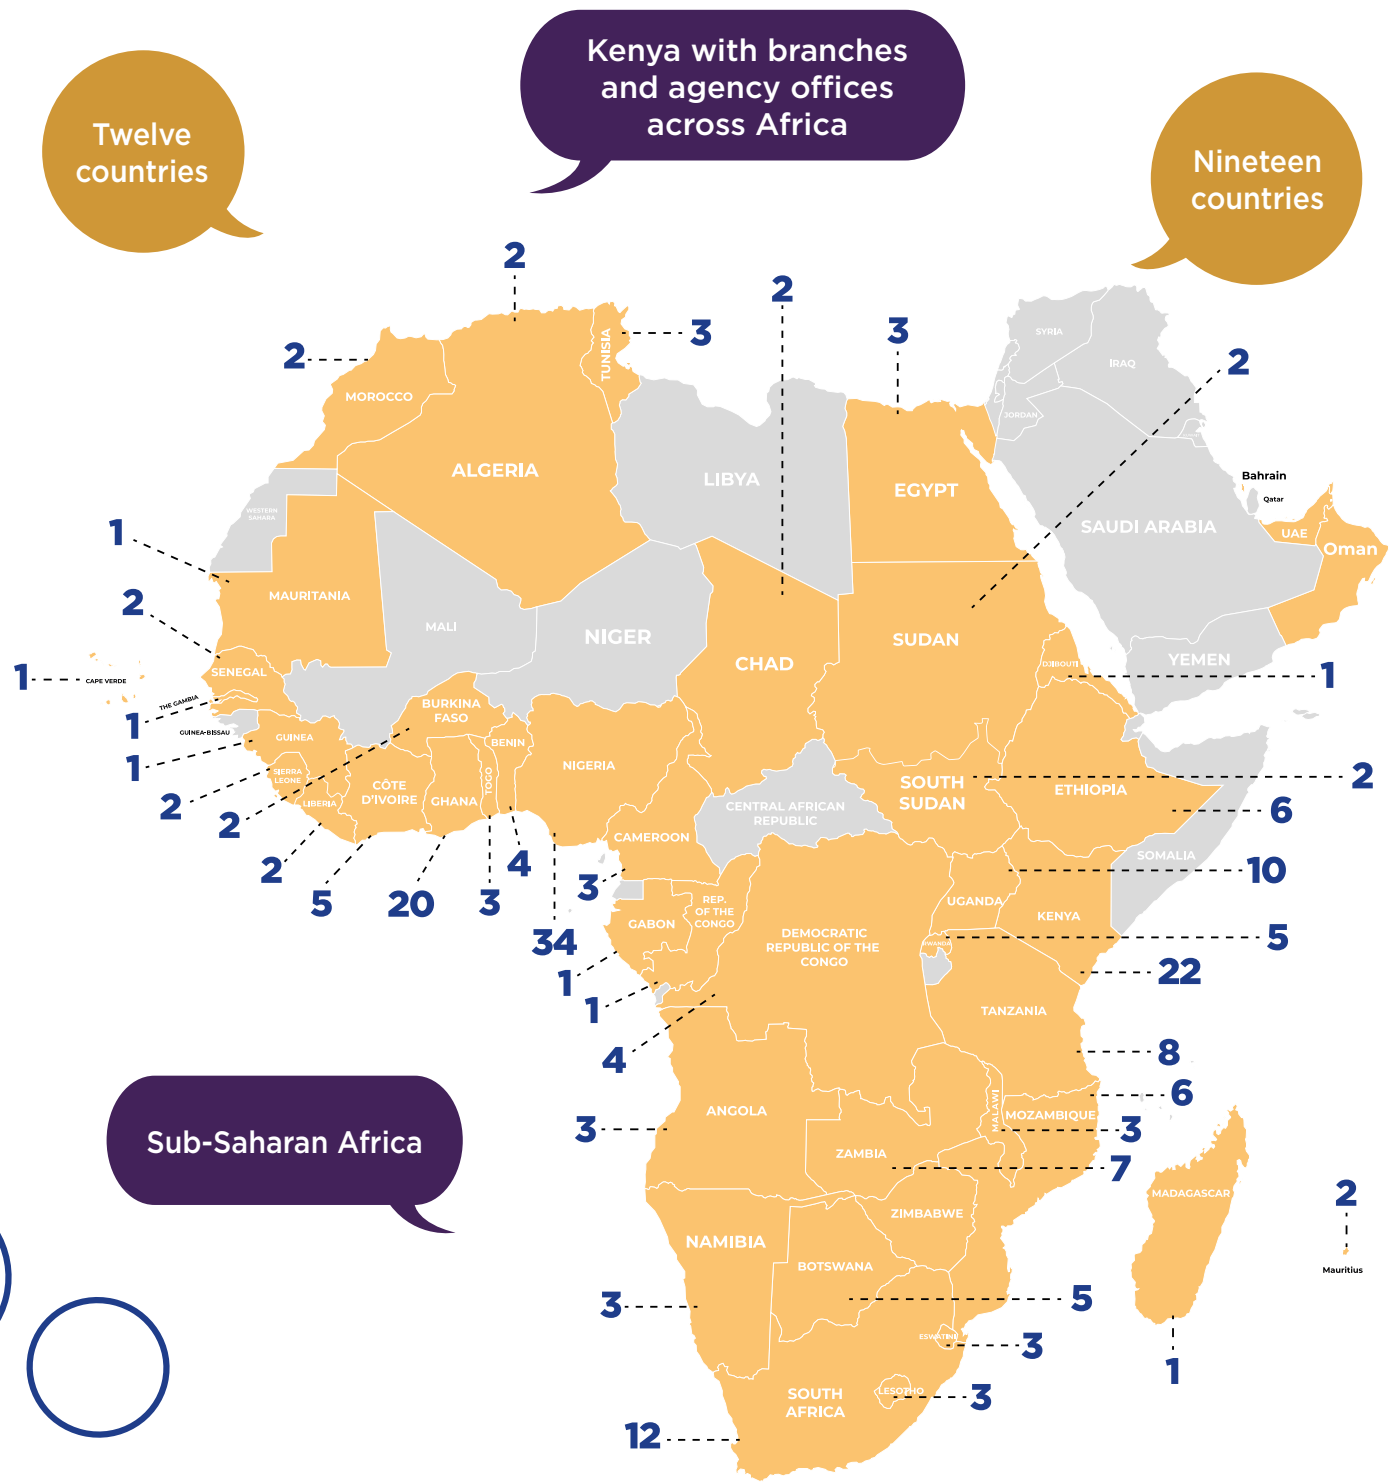 Kenya with branches
and agency offices
across Africa
Twelve
countries
Nineteen
countries
2
2
3
3
2
2
SYRIA
IRAQ
TUNISIA
MOROCCO
JORDAN
ALGERIA
LIBYA
EGYPT
Bahrain
Qatar
WESTERN
SAHARA
SAUDI ARABIA
UAE
Oman
1
MAURITANIA
2
MALI
NIGER
SUDAN
CHAD
DJIBOUTI
YEMEN
1
SENEGAL
1
CAPE VERDE
THE GAMBIA
BURKINA
FASO
1
GUINEA-BISSAU
GUINEA
BENIN
1
NIGERIA
SIERRA
LEONE
TOGO
CÔTE
D'IVOIRE
GHANA
LIBERIA
SOUTH
SUDAN
ETHIOPIA
2
CENTRAL AFRICAN
REPUBLIC
6
2
2
CAMEROON
SOMALIA
2
4
3
10
5
20
3
REP.
OF THE
CONGO
UGANDA
KENYA
GABON
34
DEMOCRATIC
REPUBLIC OF THE
CONGO
RWANDA
5
1
22
1
TANZANIA
4
8
6
MALAWI
ANGOLA
MOZAMBIQUE
3
3
Sub-Saharan Africa
ZAMBIA
7
MADAGASCAR
2
ZIMBABWE
NAMIBIA
BOTSWANA
Mauritius
3
5
ESWATINI
3
1
LESOTHO
3
SOUTH
AFRICA
12